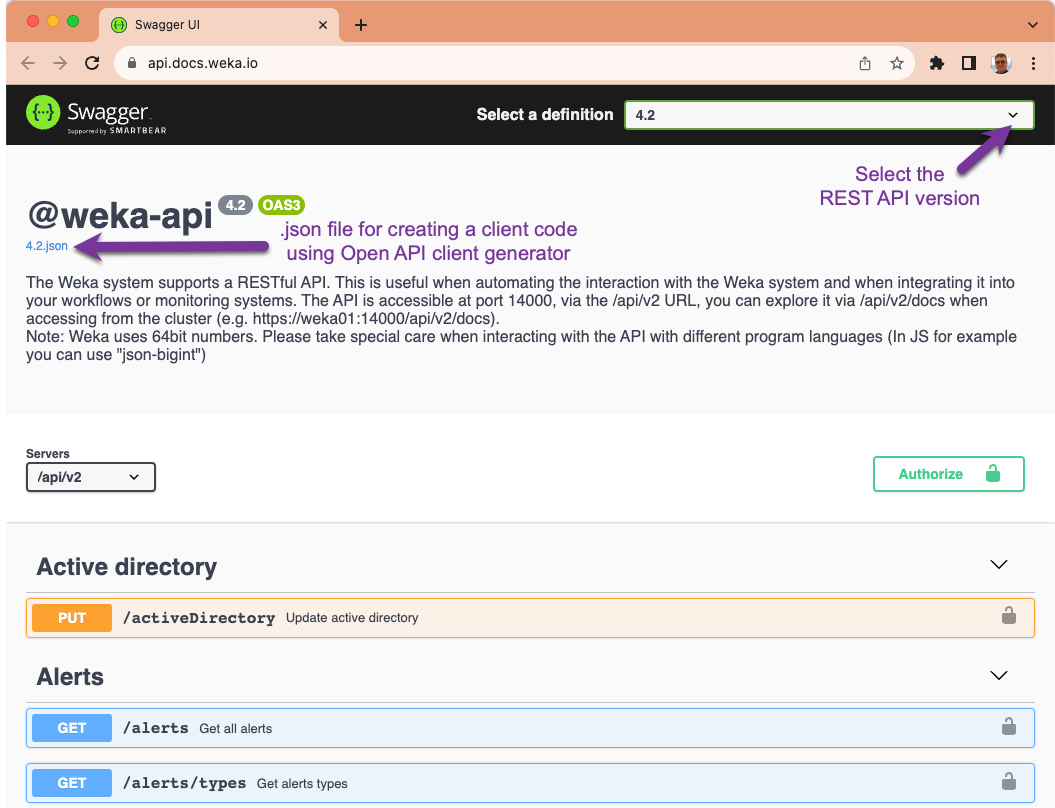 Swagger UI
api.docs.weka.io
Swagger
Supported by SMARTBEAR
Select a definition
4.2
Select the
REST API version
@weka-api 4.2 OAS3
.json file for creating a client code
4.2.json
using Open API client generator
The Weka system supports a RESTful API. This is useful when automating the interaction with the Weka system and when integrating it into
your workflows or monitoring systems. The API is accessible at port 14000, via the /api/v2 URL, you can explore it via /api/v2/docs when
accessing from the cluster (e.g. https://weka01:14000/api/v2/docs).
Note: Weka uses 64bit numbers. Please take special care when interacting with the API with different program languages (In JS for example
you can use "json-bigint")
Servers
/api/v2
Authorize
Active directory
PUT /activeDirectory Update active directory
Alerts
GET /alerts Get all alerts
GET /alerts/types Get alerts types